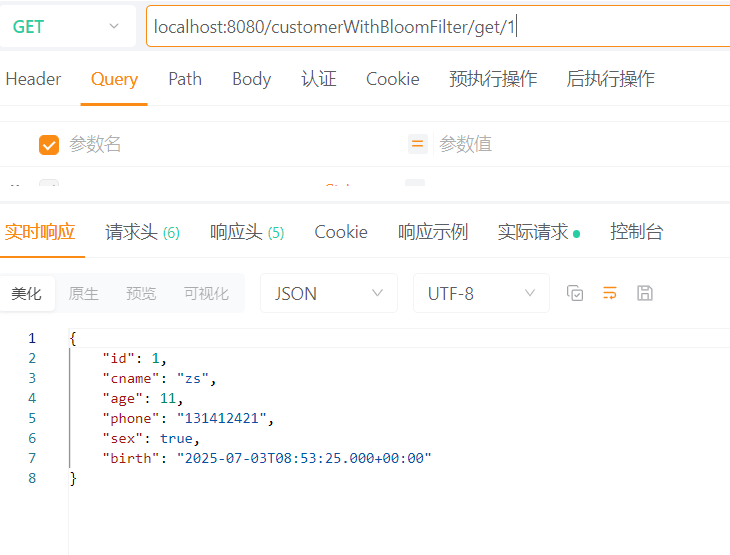 GET localhost:8080/customerWithBloomFilter/get/1
Header Query Path Body 认证 Cookie 预执行操作 后执行操作
参数名 = 参数值
实时响应 请求头 (6) 响应头 (5) Cookie 响应示例 实际请求 控制台
美化 原生 预览 可视化 JSON UTF-8
1 {
2 "id": 1,
3 "cname": "zs",
4 "age": 11,
5 "phone": "131412421",
6 "sex": true,
7 "birth": "2025-07-03T08:53:25.000+00:00"
8 }